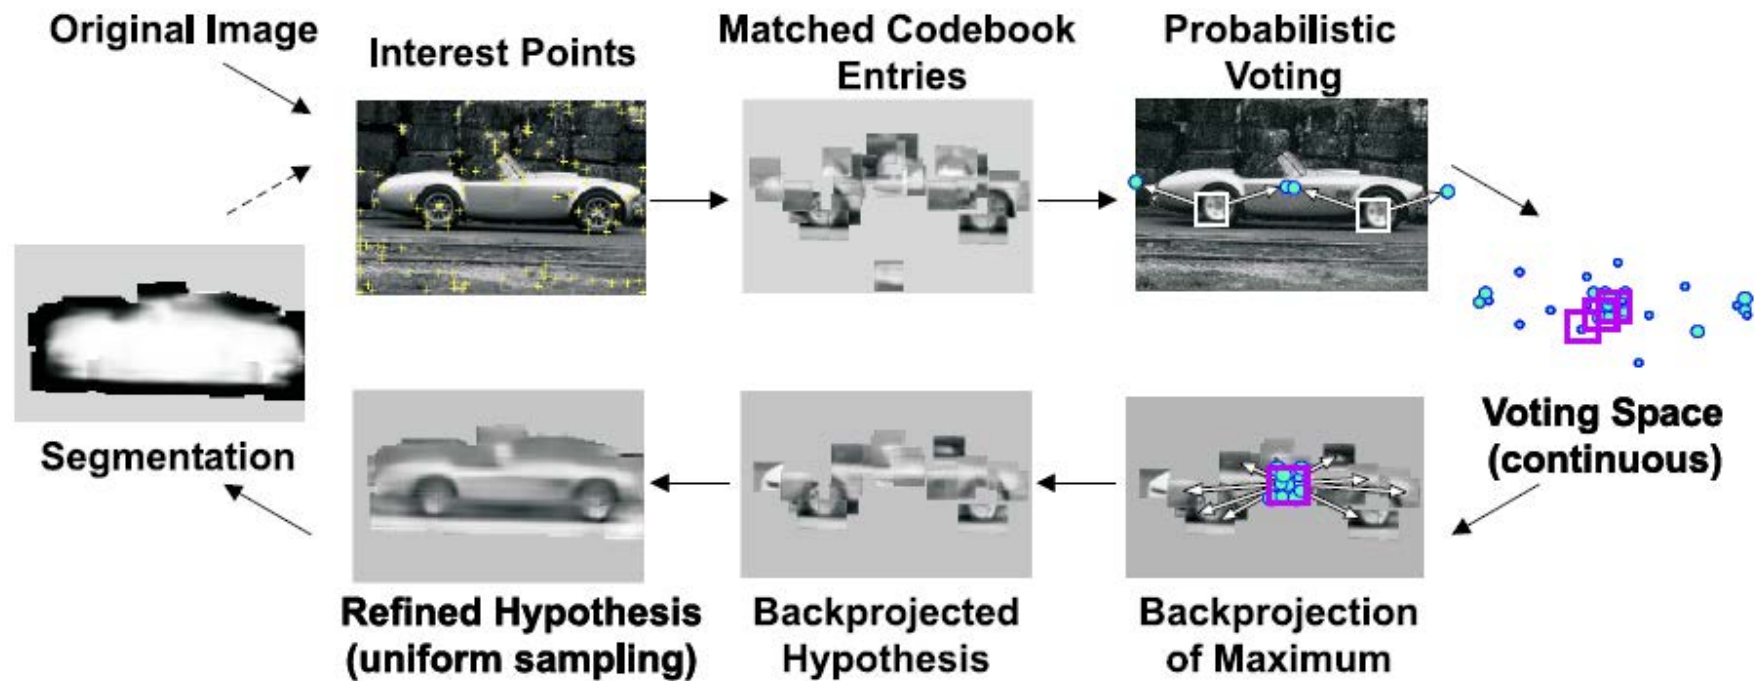 Original Image
Interest Points
Matched Codebook
Entries
Probabilistic
Voting
Voting Space
(continuous)
Segmentation
Refined Hypothesis
(uniform sampling)
Backprojected
Hypothesis
Backprojection
of Maximum